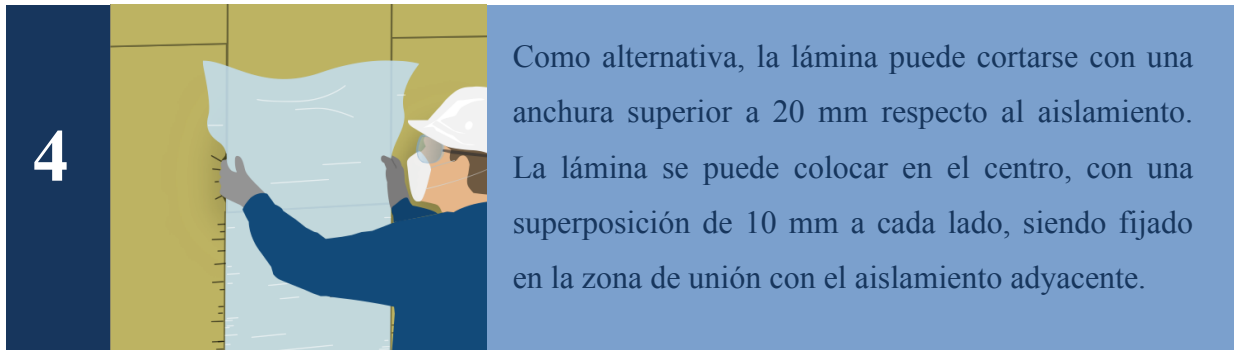 4
Como alternativa, la lámina puede cortarse con una
anchura superior a 20 mm respecto al aislamiento.
La lámina se puede colocar en el centro, con una
superposición de 10 mm a cada lado, siendo fijado
en la zona de unión con el aislamiento adyacente.